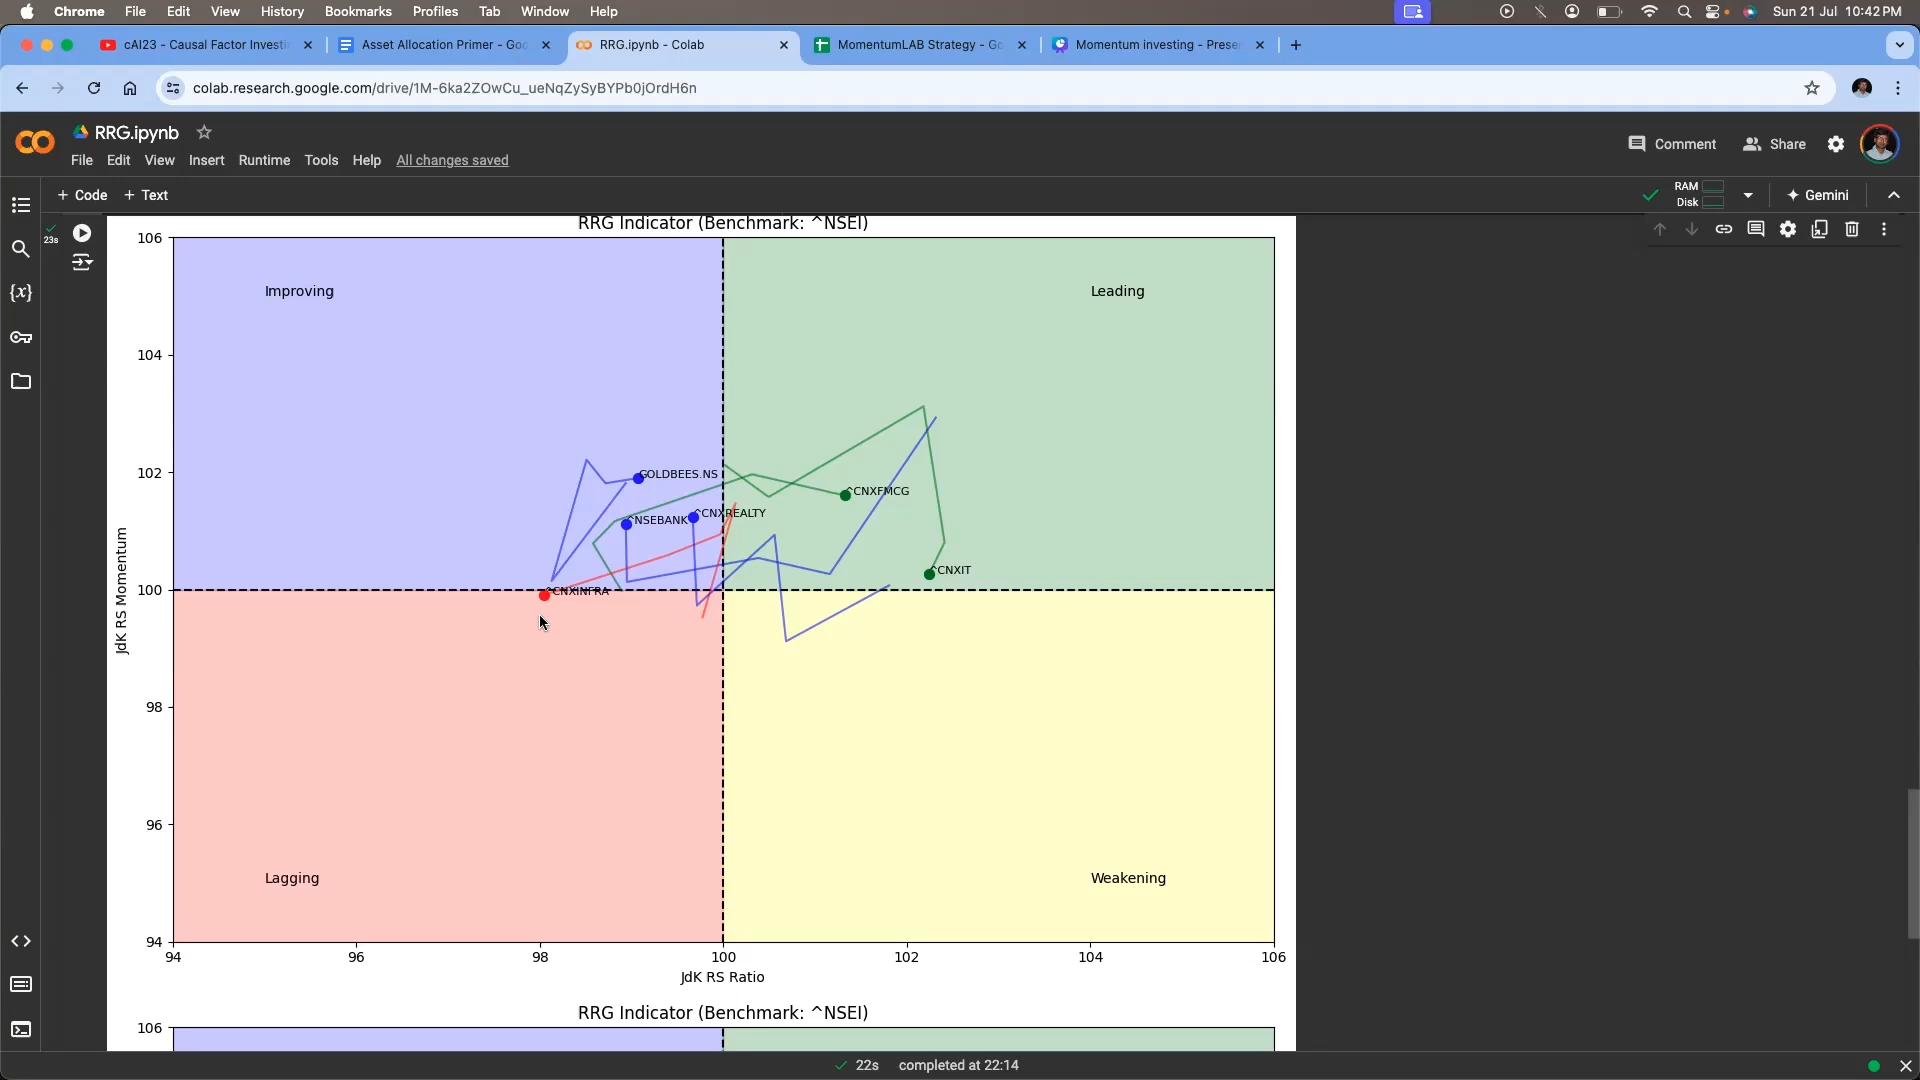 Chrome File Edit View History Bookmarks Profiles Tab Window Help
Sun 21 Jul 10:42 PM
cAI23 - Causal Factor Investi
Asset Allocation Primer - Goo
RRG.ipynb - Colab
MomentumLAB Strategy - Go
Momentum investing - Prese
colab.research.google.com/drive/1M-6ka2ZOwCu_ueNqZySyBYPb0jOrdH6n
RRG.ipynb
Comment
Share
File Edit View Insert Runtime Tools Help All changes saved
+ Code + Text
RAM
Disk
Gemini
23s
{x}
RRG Indicator (Benchmark: ^NSEI)
106
Improving
Leading
104
102
GOLDBEES.NS
^CNXFMCG
^NSEBANK
^CNXREALTY
^CNXIT
100
^CNXINFRA
JdK RS Momentum
98
96
Lagging
Weakening
94
94 96 98 100 102 104 106
JdK RS Ratio
RRG Indicator (Benchmark: ^NSEI)
106
22s completed at 22:14